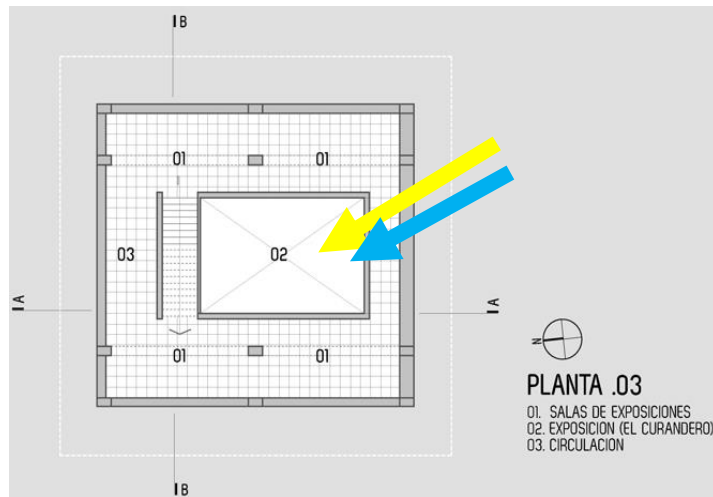 B
01 01
03 02
A A
01 01
N
PLANTA .03
01. SALAS DE EXPOSICIONES
02. EXPOSICION (EL CURANDERO)
03. CIRCULACION
B